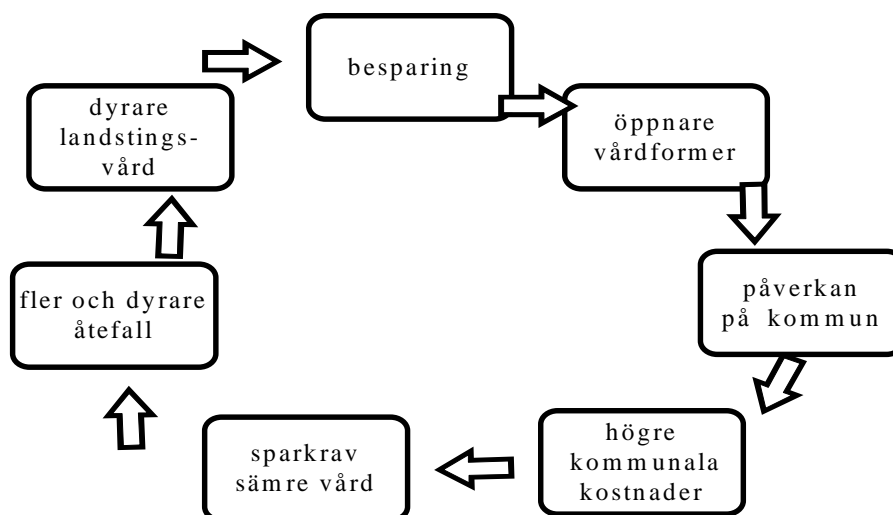 besparing
öppnare
vårdformer
påverkan
på kommun
högre
kommunala
kostnader
sparkrav
sämre vård
fler och dyrare
åtefall
dyrare
landstings-
vård